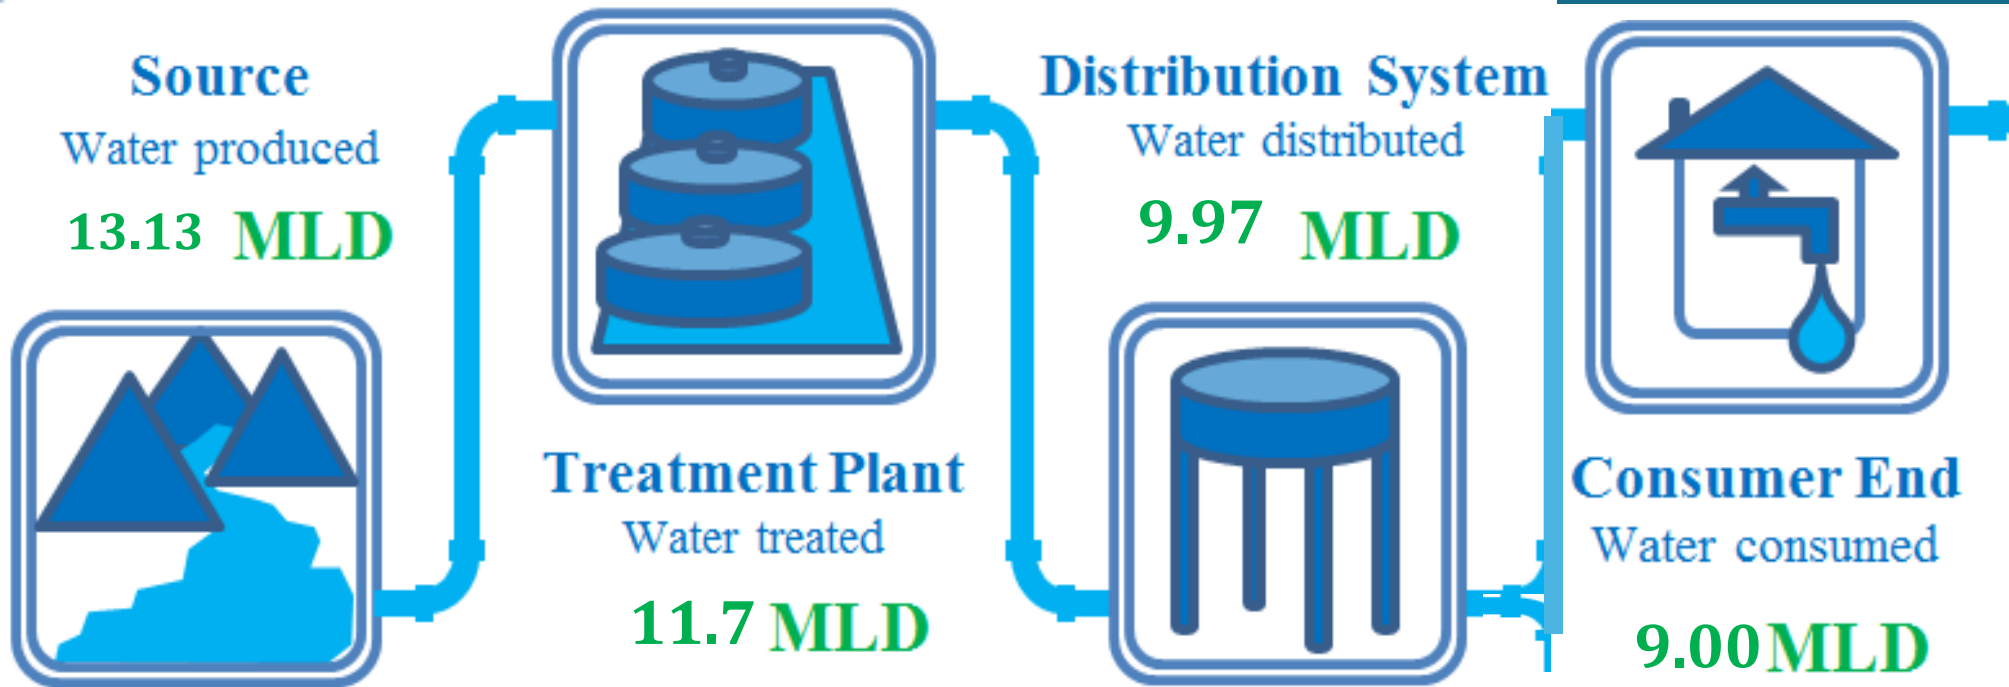 Source
Water produced
13.13 MLD
Treatment Plant
Water treated
11.7 MLD
Distribution System
Water distributed
9.97 MLD
Consumer End
Water consumed
9.00 MLD